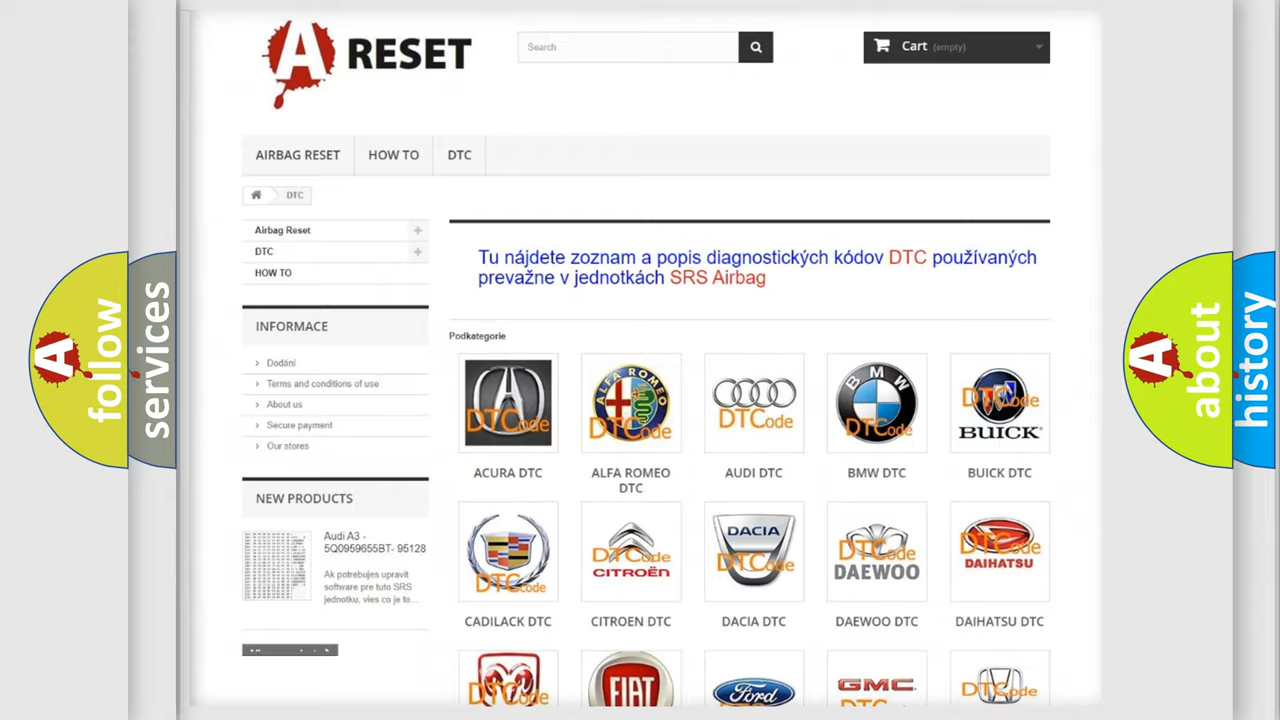 A RESET
Search
Cart (empty)
AIRBAG RESET
HOW TO
DTC
DTC
Airbag Reset
DTC
HOW TO
Tu nájdete zoznam a popis diagnostických kódov DTC používaných
prevažne v jednotkách SRS Airbag
INFORMACE
Dodání
Terms and conditions of use
About us
Secure payment
Our stores
NEW PRODUCTS
Audi A3 -
5Q0959655BT- 95128
Ak potrebujes upravit
software pre tuto SRS
jednotku, vies co je to...
Podkategorie
DTCode
ALFA ROMEO
DTCode
DTCode
BMW
DTCode
DTCode
BUICK
ACURA DTC
ALFA ROMEO
DTC
AUDI DTC
BMW DTC
BUICK DTC
DTCode
DTCode
CITROËN
DACIA
DTCode
DTCode
DAEWOO
DTCode
DAIHATSU
CADILACK DTC
CITROEN DTC
DACIA DTC
DAEWOO DTC
DAIHATSU DTC
DTCode
FIAT
Ford
GMC
DTCode
A follow
services
A about
history